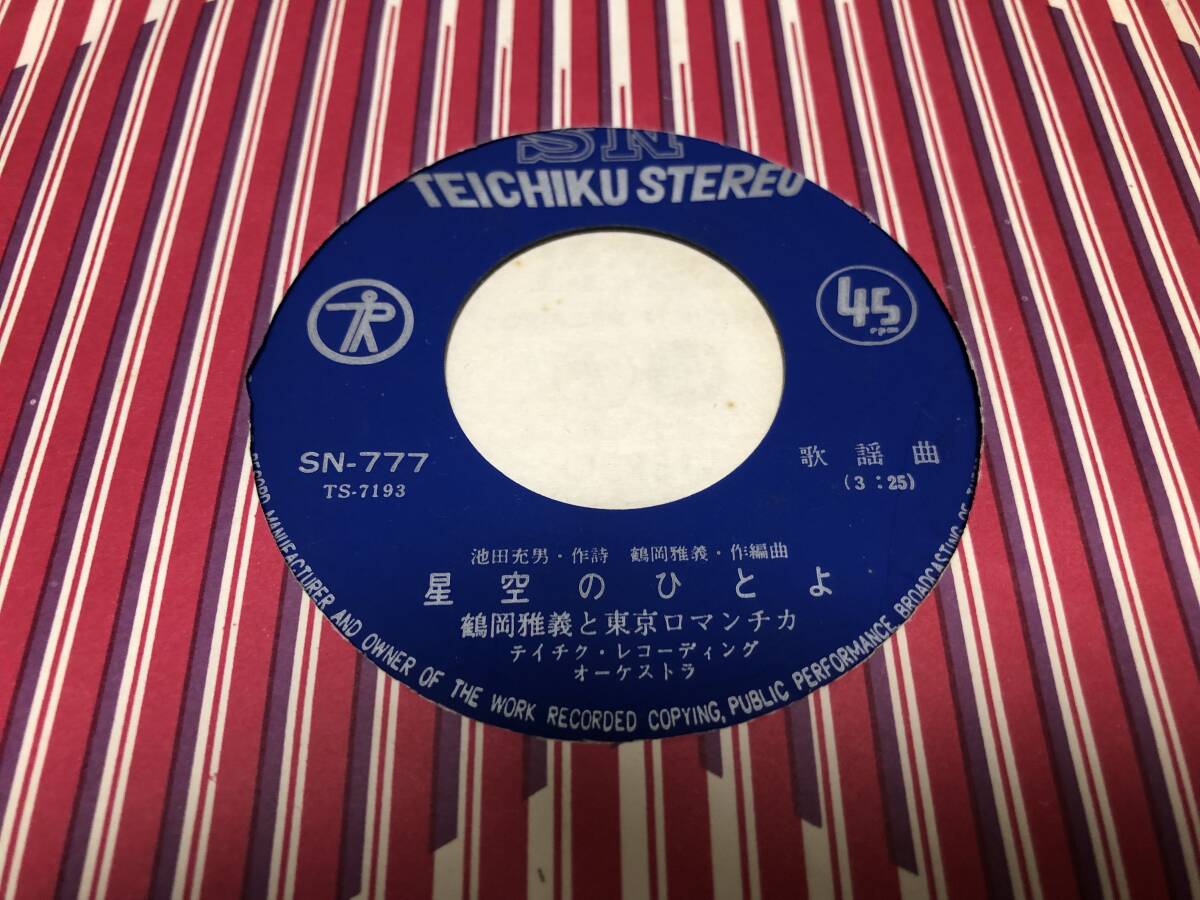 SN
TEICHIKU STEREO
45
rpm
SN-777
TS-7193
歌謡曲
(3:25)
池田充男・作詩 鶴岡雅義・作編曲
星空のひとよ
鶴岡雅義と東京ロマンチカ
テイチク・レコーディング
オーケストラ
RECORD MANUFACTURER AND OWNER OF THE WORK RECORDED COPYING, PUBLIC PERFORMANCE BROADCASTING OF